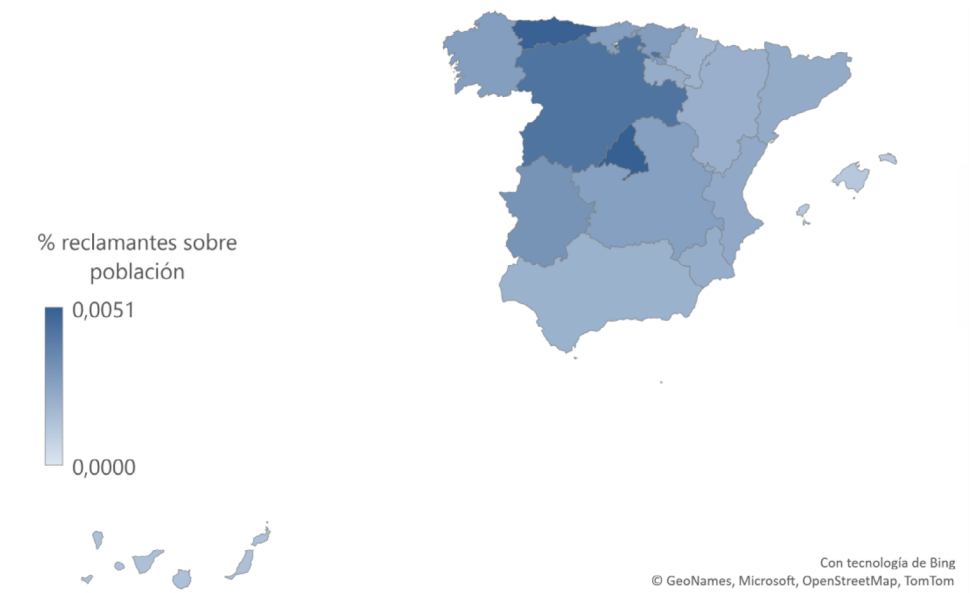 % reclamantes sobre
población
0,0051
0,0000
Con tecnología de Bing
© GeoNames, Microsoft, OpenStreetMap, TomTom